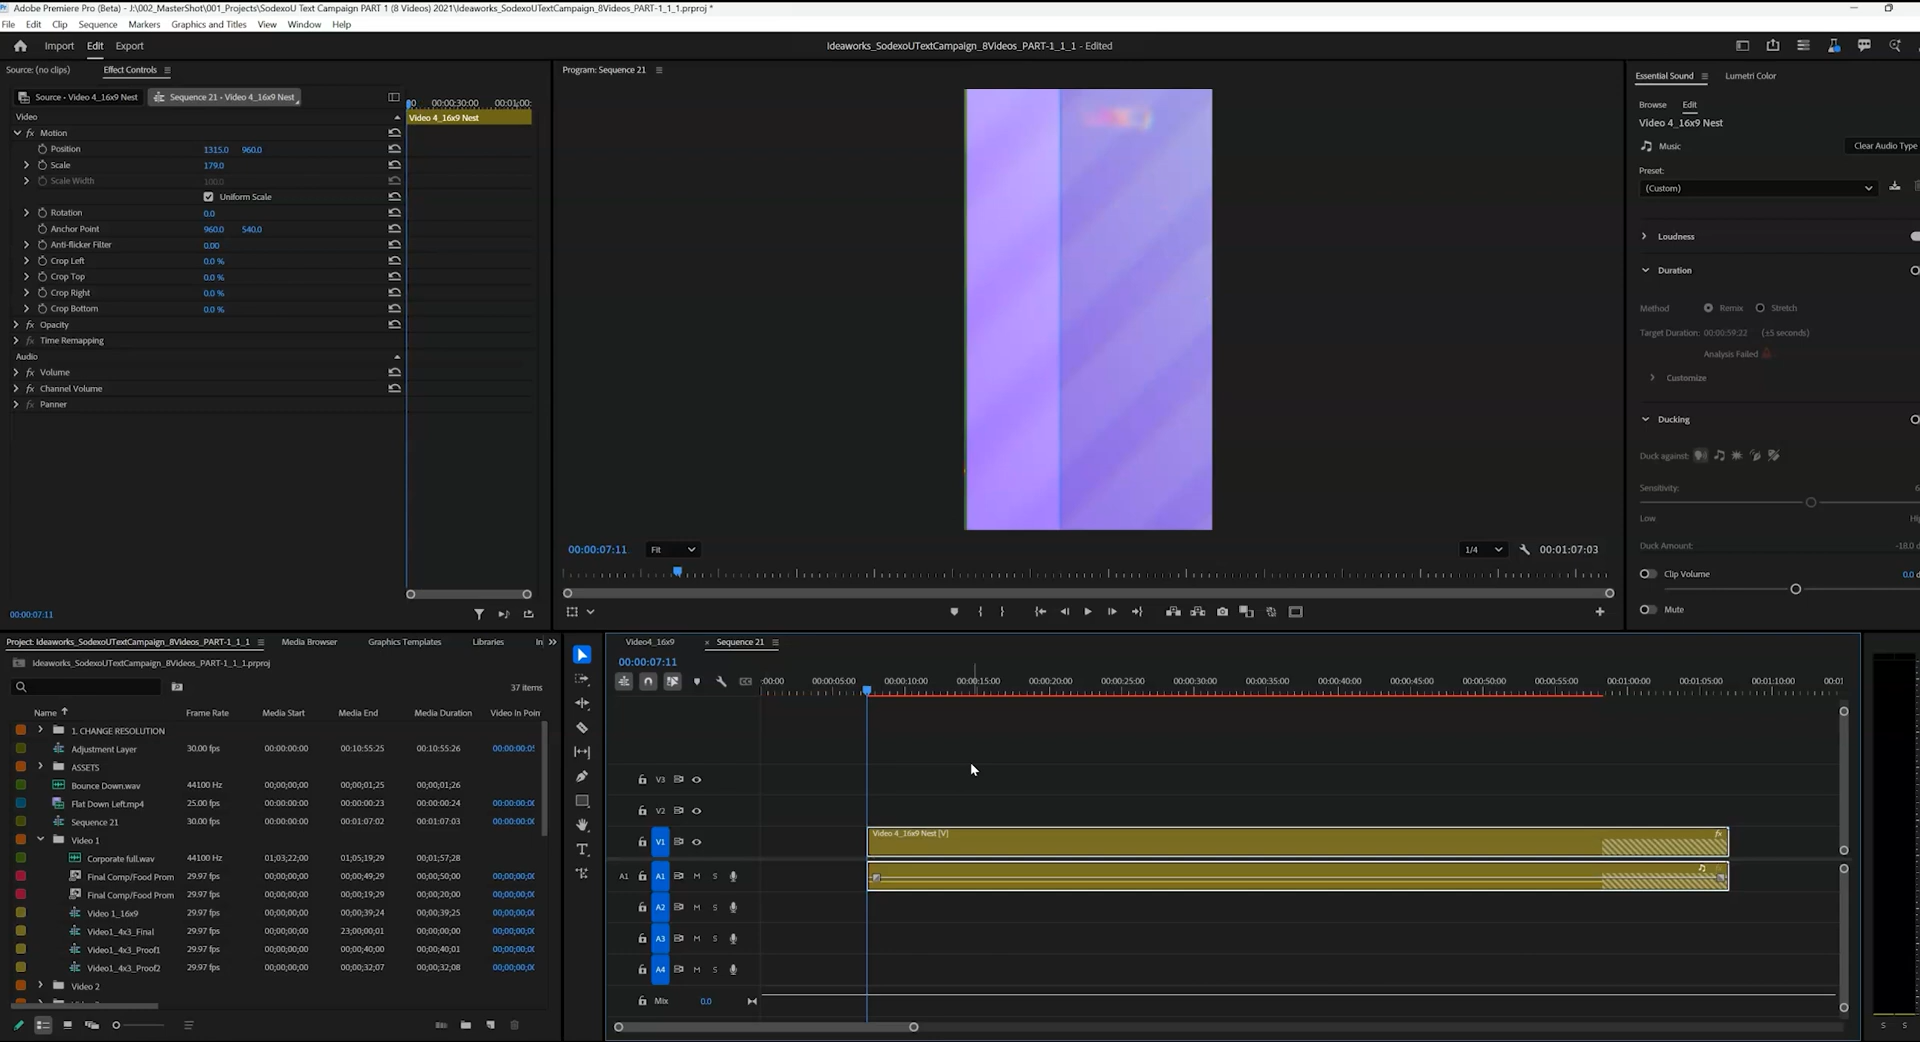 Adobe Premiere Pro (Beta) - J:\002_MasterShot\001_Projects\SodexoU Text Campaign PART 1 (8 Videos) 2021\Ideaworks_SodexoUTextCampaign_8Videos_PART-1_1_1.prproj *
File Edit Clip Sequence Markers Graphics and Titles View Window Help
Import Edit Export
Ideaworks_SodexoUTextCampaign_8Videos_PART-1_1_1 - Edited
Source: (no clips) Effect Controls
Source • Video 4_16x9 Nest Sequence 21 • Video 4_16x9 Nest
00:00:30:00 00:01:00:
Video
Video 4_16x9 Nest
fx Motion
Position 1315.0 960.0
Scale 179.0
Scale Width 100.0
Uniform Scale
Rotation 0.0
Anchor Point 960.0 540.0
Anti-flicker Filter 0.00
Crop Left 0.0 %
Crop Top 0.0 %
Crop Right 0.0 %
Crop Bottom 0.0 %
fx Opacity
fx Time Remapping
Audio
fx Volume
fx Channel Volume
fx Panner
00:00:07:11
Program: Sequence 21
00:00:07:11 Fit 1/4 00:01:07:03
Essential Sound Lumetri Color
Browse Edit
Video 4_16x9 Nest
Music Clear Audio Type
Preset:
(Custom)
Loudness
Duration
Method Remix Stretch
Target Duration: 00:00:59:22 (±5 seconds)
Analysis Failed
Customize
Ducking
Duck against:
Sensitivity: 6
Low
Duck Amount: -18.0 d
Clip Volume 0.0 d
Mute
Project: Ideaworks_SodexoUTextCampaign_8Videos_PART-1_1_1 Media Browser Graphics Templates Libraries
Ideaworks_SodexoUTextCampaign_8Videos_PART-1_1_1.prproj
37 items
Name Frame Rate Media Start Media End Media Duration Video In Poin
1. CHANGE RESOLUTION
Adjustment Layer 30.00 fps 00:00:00:00 00:10:55:25 00:10:55:26 00:00:00:0
ASSETS
Bounce Down.wav 44100 Hz 00;00;00;00 00;00;01;25 00;00;01;26
Flat Down Left.mp4 25.00 fps 00:00:00:00 00:00:00:23 00:00:00:24 00:00:00:0
Sequence 21 30.00 fps 00:00:00:00 00:01:07:02 00:01:07:03 00:00:00:0
Video 1
Corporate full.wav 44100 Hz 01;03;22;00 01;05;19;29 00;01;57;28
Final Comp/Food Prom 29.97 fps 00;00;00;00 00;00;49;29 00;00;50;00 00;00;00;0
Final Comp/Food Prom 29.97 fps 00;00;00;00 00;00;19;29 00;00;20;00 00;00;00;0
Video 1_16x9 29.97 fps 00;00;00;00 00;00;39;24 00;00;39;25 00;00;00;0
Video1_4x3_Final 29.97 fps 00;00;00;00 23;00;00;01 00;00;00;00 00;00;00;0
Video1_4x3_Proof1 29.97 fps 00;00;00;00 00;00;40;00 00;00;40;01 00;00;00;0
Video1_4x3_Proof2 29.97 fps 00;00;00;00 00;00;32;07 00;00;32;08 00;00;00;0
Video 2
Video4_16x9 × Sequence 21
00:00:07:11
:00:00 00:00:05:00 00:00:10:00 00:00:15:00 00:00:20:00 00:00:25:00 00:00:30:00 00:00:35:00 00:00:40:00 00:00:45:00 00:00:50:00 00:00:55:00 00:01:00:00 00:01:05:00 00:01:10:00 00:01
V3
V2
V1
Video 4_16x9 Nest [V] fx
A1 A1 M S
A2 M S
A3 M S
A4 M S
Mix 0.0
S S